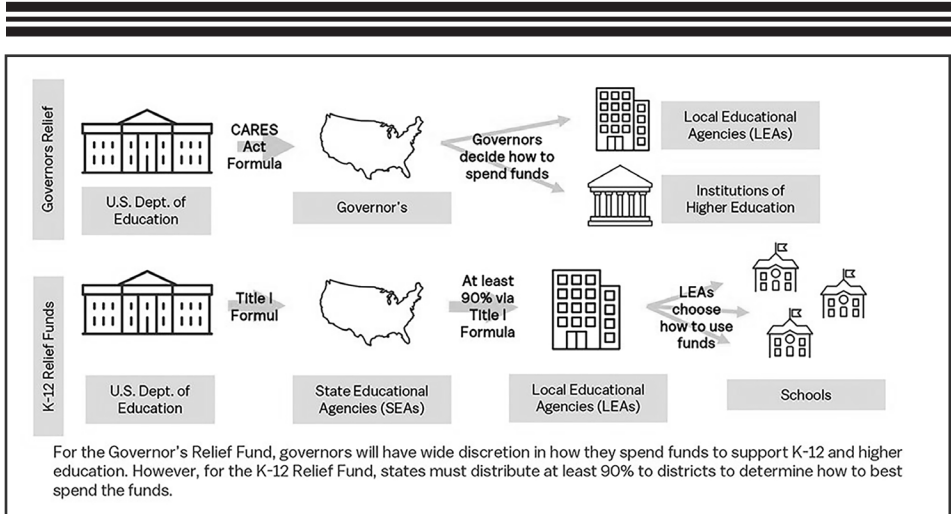 Governors Relief
CARES
Act
Formula
Governors
decide how to
spend funds
Local Educational
Agencies (LEAs)
Institutions of
Higher Education
U.S. Dept. of
Education
Governor's
K-12 Relief Funds
Title I
Formul
At least
90% via
Title I
Formula
LEAs
choose
how to use
funds
U.S. Dept. of
Education
State Educational
Agencies (SEAs)
Local Educational
Agencies (LEAs)
Schools
For the Governor's Relief Fund, governors will have wide discretion in how they spend funds to support K-12 and higher
education. However, for the K-12 Relief Fund, states must distribute at least 90% to districts to determine how to best
spend the funds.